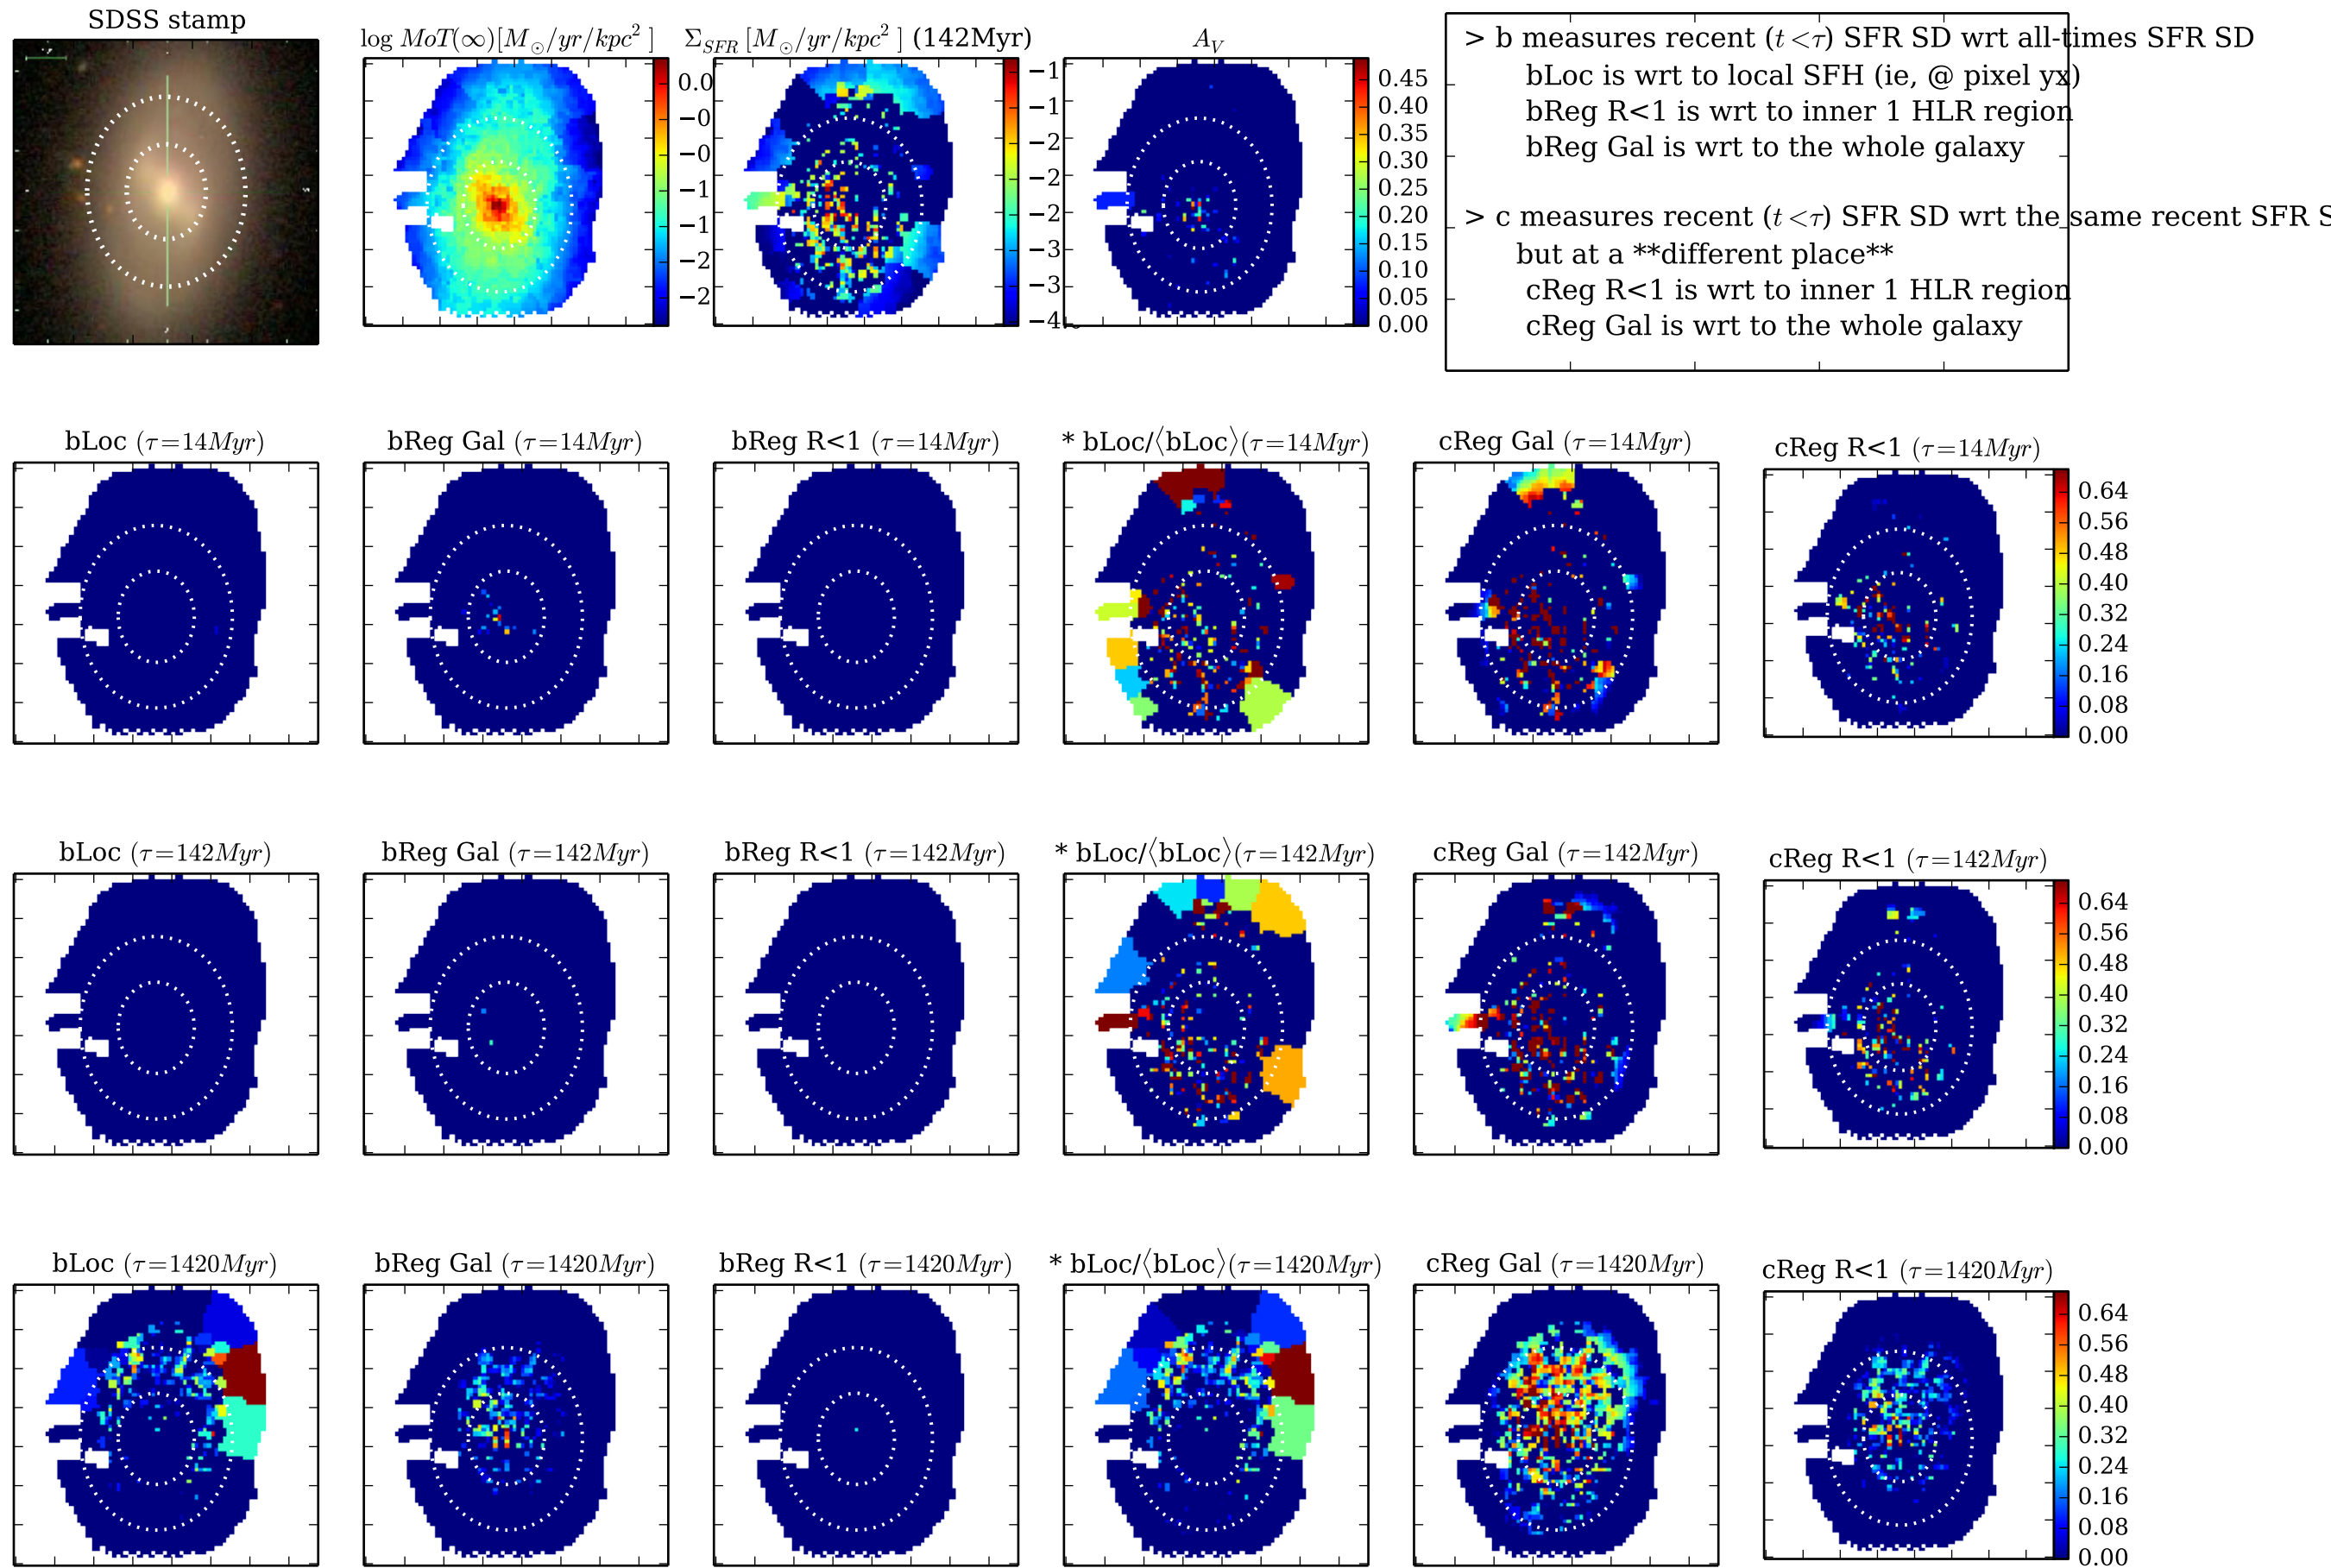 SDSS stamp
log MoT(∞)[M⊙/yr/kpc²]
Σ_SFR [M⊙/yr/kpc²] (142Myr)
A_V
0.0
−0
−0
−1
−1
−2
−2
−1
−1
−2
−2
−2
−3
−3
−4
0.45
0.40
0.35
0.30
0.25
0.20
0.15
0.10
0.05
0.00
> b measures recent (t<τ) SFR SD wrt all-times SFR SD
bLoc is wrt to local SFH (ie, @ pixel yx)
bReg R<1 is wrt to inner 1 HLR region
bReg Gal is wrt to the whole galaxy
> c measures recent (t<τ) SFR SD wrt the same recent SFR S
but at a **different place**
cReg R<1 is wrt to inner 1 HLR region
cReg Gal is wrt to the whole galaxy
bLoc (τ=14Myr)
bReg Gal (τ=14Myr)
bReg R<1 (τ=14Myr)
* bLoc/⟨bLoc⟩(τ=14Myr)
cReg Gal (τ=14Myr)
cReg R<1 (τ=14Myr)
0.64
0.56
0.48
0.40
0.32
0.24
0.16
0.08
0.00
bLoc (τ=142Myr)
bReg Gal (τ=142Myr)
bReg R<1 (τ=142Myr)
* bLoc/⟨bLoc⟩(τ=142Myr)
cReg Gal (τ=142Myr)
cReg R<1 (τ=142Myr)
0.64
0.56
0.48
0.40
0.32
0.24
0.16
0.08
0.00
bLoc (τ=1420Myr)
bReg Gal (τ=1420Myr)
bReg R<1 (τ=1420Myr)
* bLoc/⟨bLoc⟩(τ=1420Myr)
cReg Gal (τ=1420Myr)
cReg R<1 (τ=1420Myr)
0.64
0.56
0.48
0.40
0.32
0.24
0.16
0.08
0.00